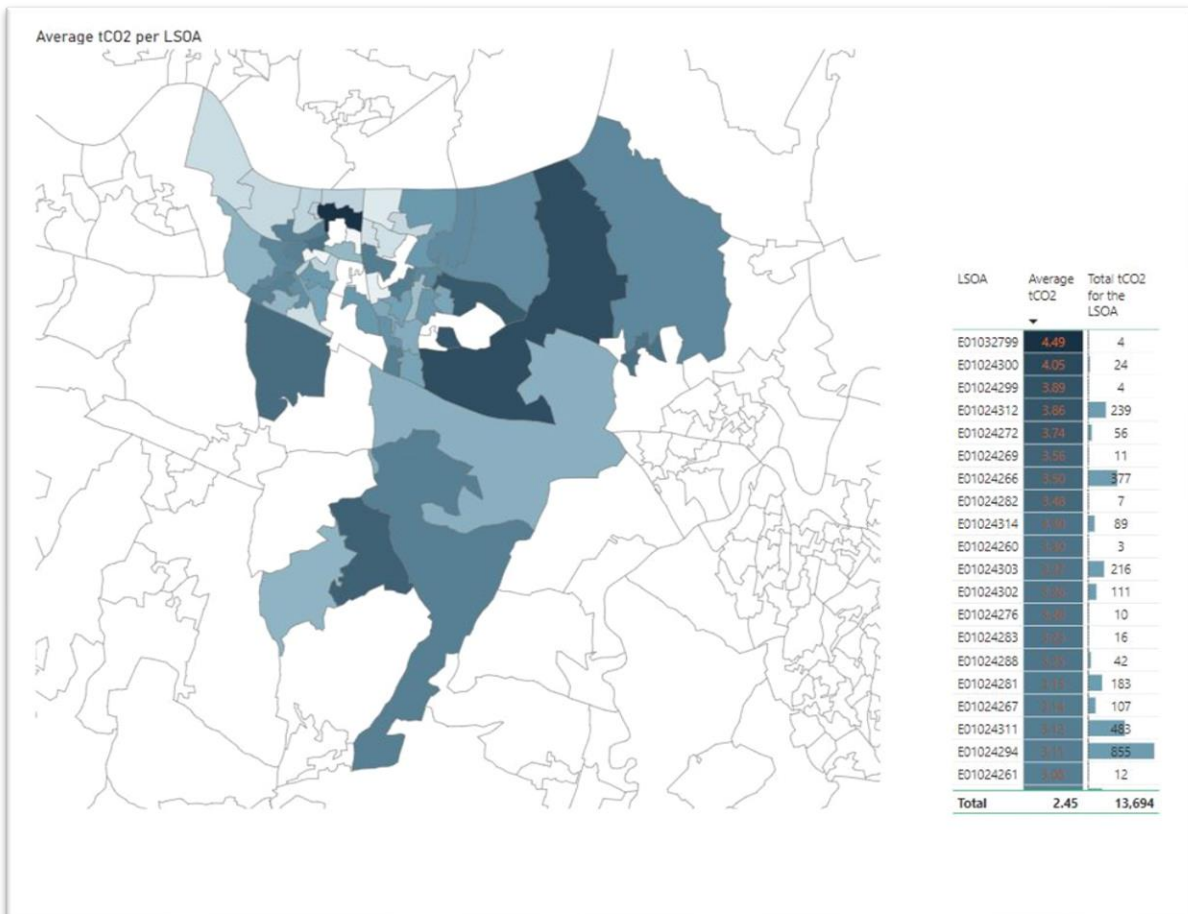 Average tCO2 per LSOA
LSOA Average Total tCO2
tCO2 for the
LSOA
E01032799 4.49 4
E01024300 4.05 24
E01024299 3.89 4
E01024312 3.86 239
E01024272 3.74 56
E01024269 3.56 11
E01024266 3.50 377
E01024282 7
E01024314 89
E01024260 3
E01024303 216
E01024302 111
E01024276 10
E01024283 16
E01024288 42
E01024281 183
E01024267 107
E01024311 483
E01024294 855
E01024261 12
Total 2.45 13,694